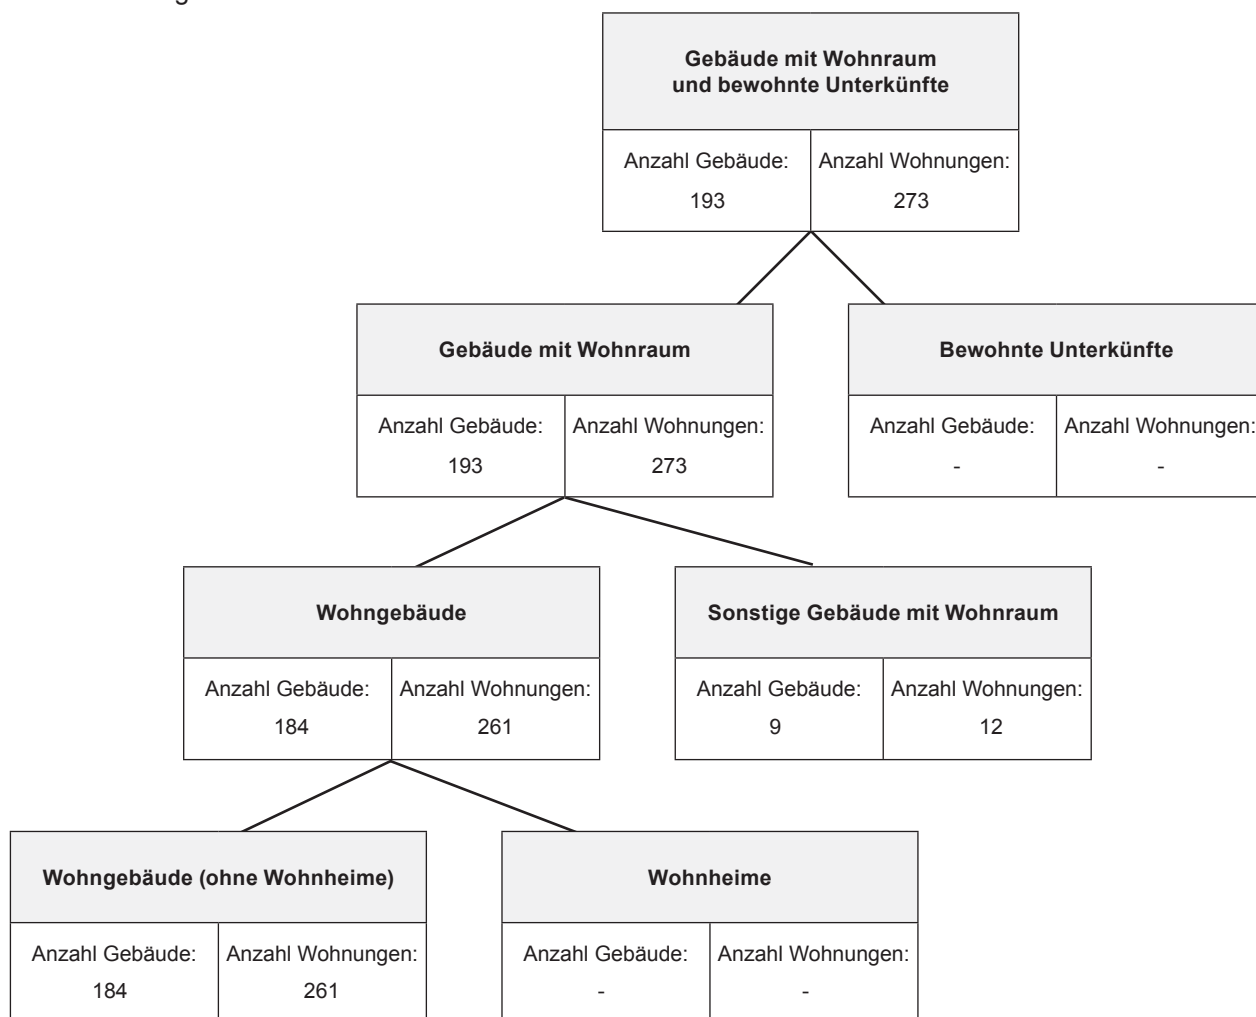 Gebäude mit Wohnraum
und bewohnte Unterkünfte
Anzahl Gebäude: Anzahl Wohnungen:
193 273
Gebäude mit Wohnraum
Bewohnte Unterkünfte
Anzahl Gebäude: Anzahl Wohnungen:
193 273
Anzahl Gebäude: Anzahl Wohnungen:
- -
Wohngebäude
Sonstige Gebäude mit Wohnraum
Anzahl Gebäude: Anzahl Wohnungen:
184 261
Anzahl Gebäude: Anzahl Wohnungen:
9 12
Wohngebäude (ohne Wohnheime)
Wohnheime
Anzahl Gebäude: Anzahl Wohnungen:
184 261
Anzahl Gebäude: Anzahl Wohnungen:
- -